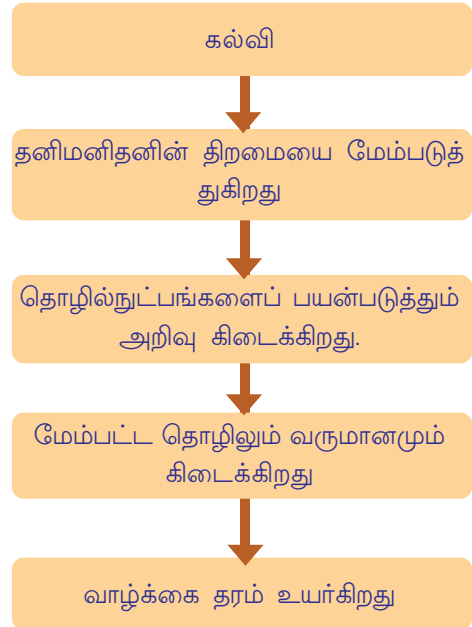 கல்வி
தனிமனிதனின் திறமையை மேம்படுத்
துகிறது
தொழில்நுட்பங்களைப் பயன்படுத்தும்
அறிவு கிடைக்கிறது.
மேம்பட்ட தொழிலும் வருமானமும்
கிடைக்கிறது
வாழ்க்கை தரம் உயர்கிறது